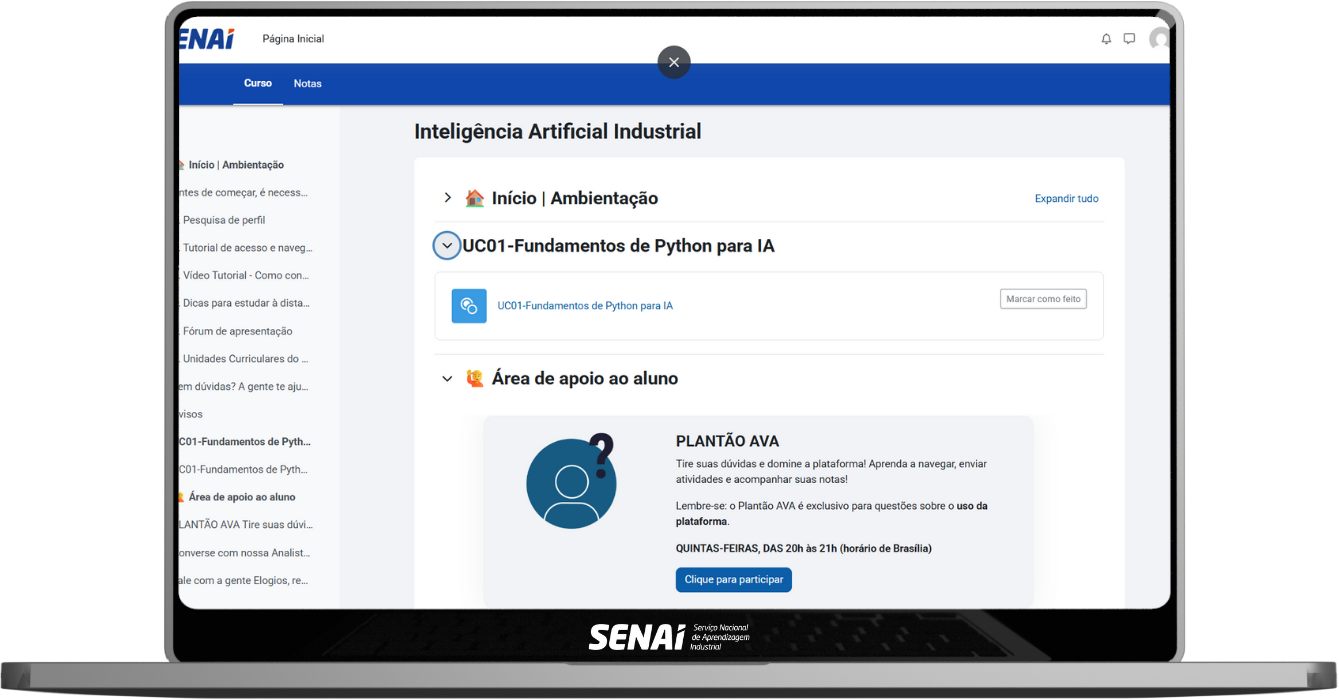 SENAI
Página Inicial
Curso
Notas
Início | Ambientação
ntes de começar, é necess...
Pesquisa de perfil
Tutorial de acesso e naveg...
Vídeo Tutorial - Como con...
Dicas para estudar à dista...
Fórum de apresentação
Unidades Curriculares do ...
em dúvidas? A gente te aju...
visos
C01-Fundamentos de Pyth...
C01-Fundamentos de Pyth...
Área de apoio ao aluno
LANTÃO AVA Tire suas dúvi...
onverse com nossa Analist...
ale com a gente Elogios, re...
Inteligência Artificial Industrial
Início | Ambientação
Expandir tudo
UC01-Fundamentos de Python para IA
UC01-Fundamentos de Python para IA
Marcar como feito
Área de apoio ao aluno
?
PLANTÃO AVA
Tire suas dúvidas e domine a plataforma! Aprenda a navegar, enviar
atividades e acompanhar suas notas!
Lembre-se: o Plantão AVA é exclusivo para questões sobre o uso da
plataforma.
QUINTAS-FEIRAS, DAS 20h às 21h (horário de Brasília)
Clique para participar
SENAI
Serviço Nacional
de Aprendizagem
Industrial